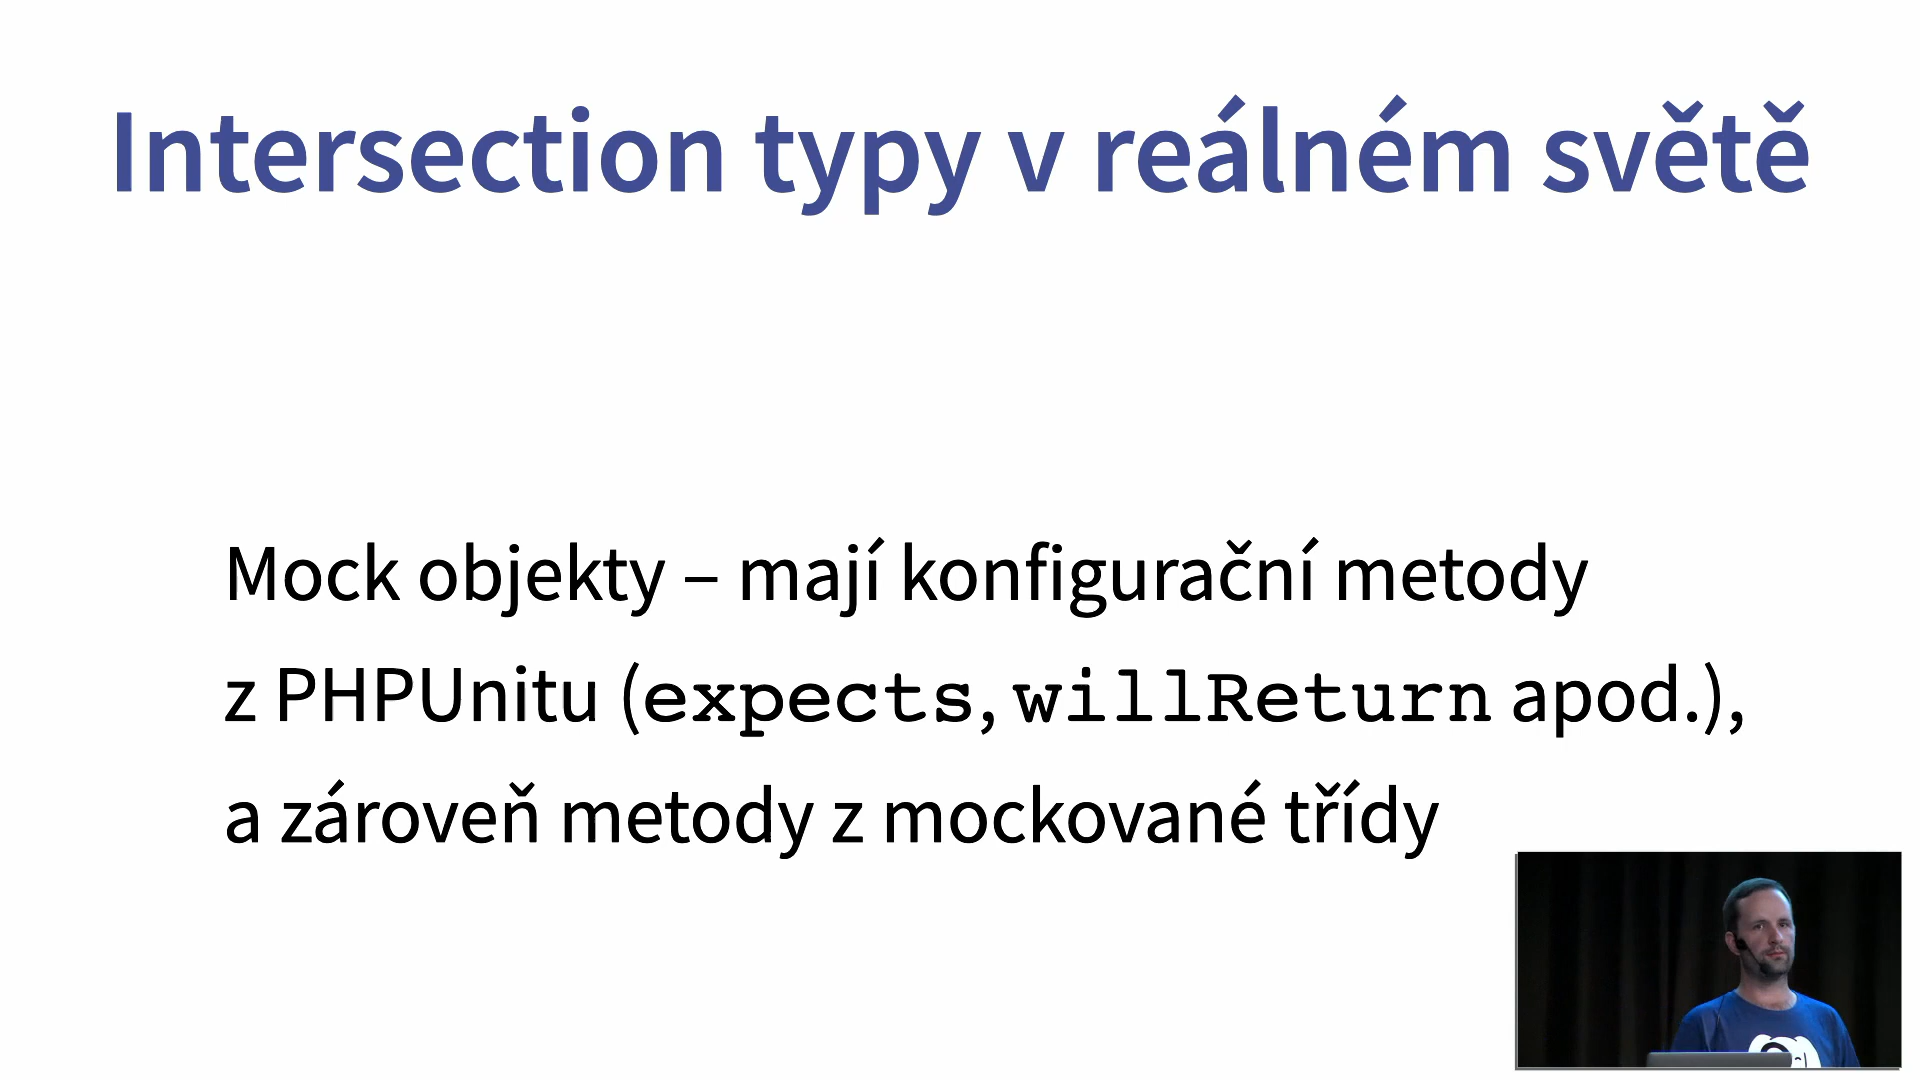 Intersection typy v reálném světě
Mock objekty – mají konfigurační metody
z PHPUnitu (expects, willReturn apod.),
a zároveň metody z mockované třídy